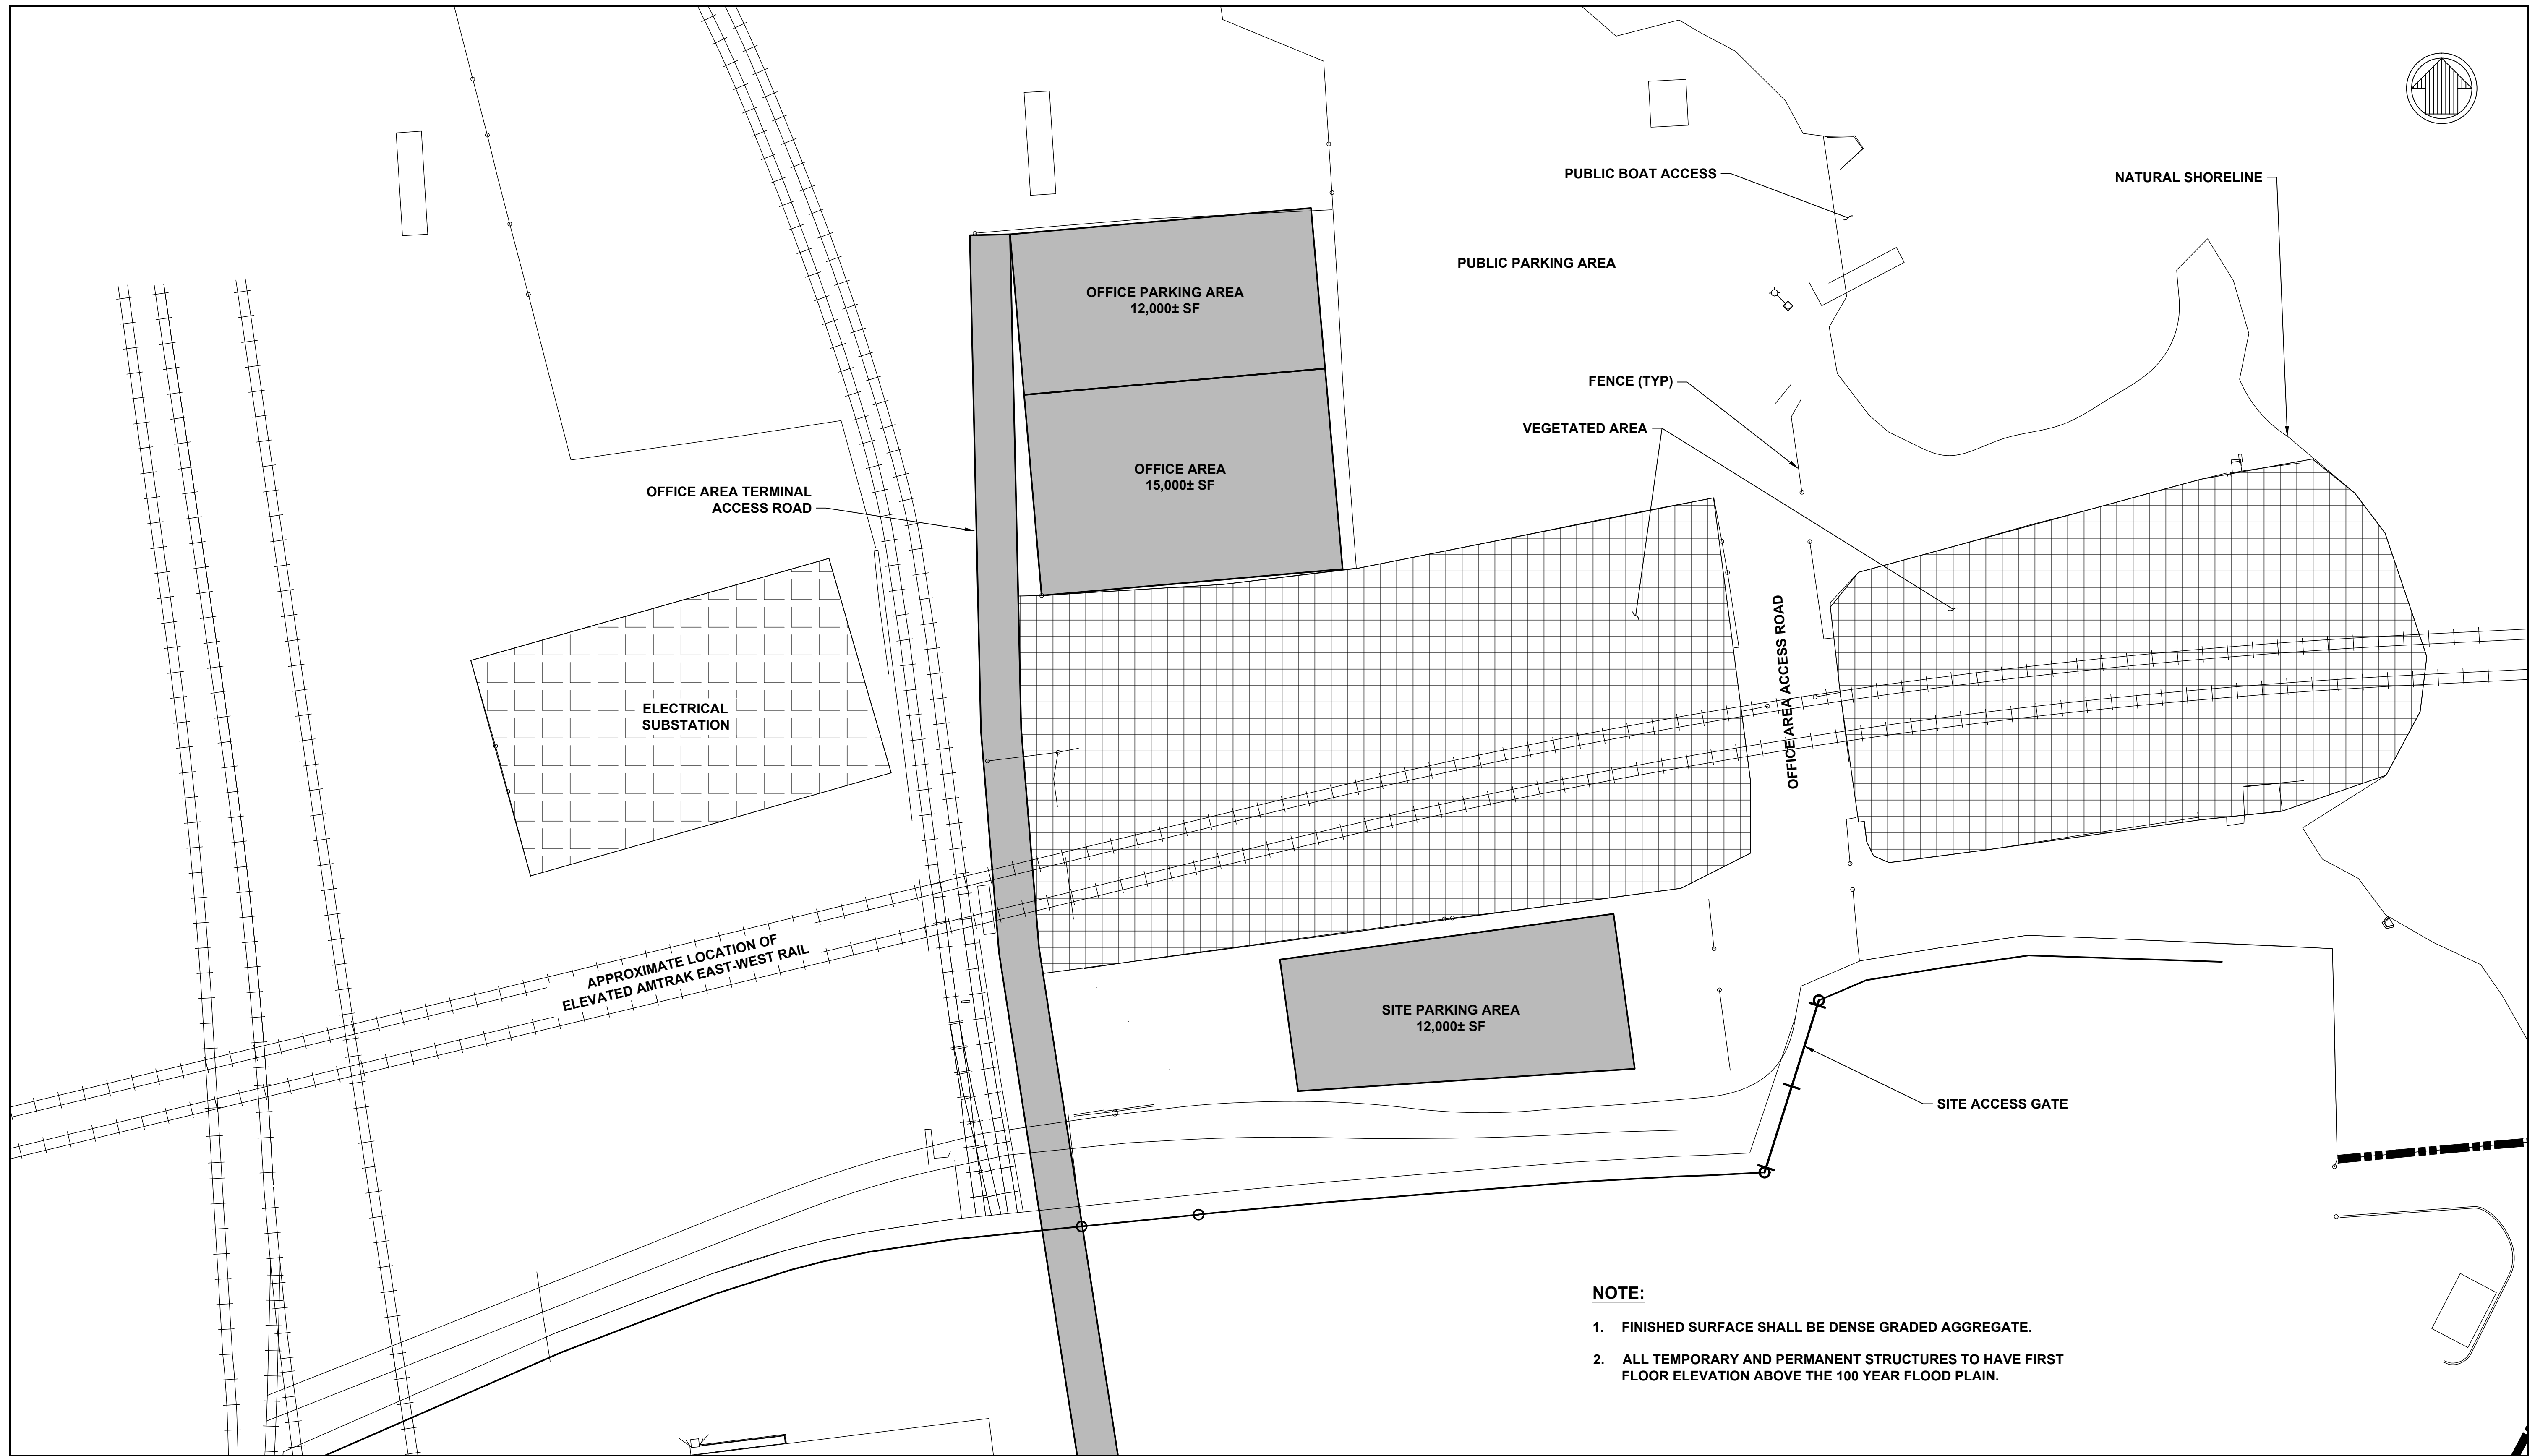 PUBLIC BOAT ACCESS
NATURAL SHORELINE
PUBLIC PARKING AREA
OFFICE PARKING AREA
12,000± SF
FENCE (TYP)
VEGETATED AREA
OFFICE AREA
15,000± SF
OFFICE AREA TERMINAL
ACCESS ROAD
ELECTRICAL
SUBSTATION
OFFICE AREA ACCESS ROAD
APPROXIMATE LOCATION OF
ELEVATED AMTRAK EAST-WEST RAIL
SITE PARKING AREA
12,000± SF
SITE ACCESS GATE
NOTE:
1. FINISHED SURFACE SHALL BE DENSE GRADED AGGREGATE.
2. ALL TEMPORARY AND PERMANENT STRUCTURES TO HAVE FIRST
FLOOR ELEVATION ABOVE THE 100 YEAR FLOOD PLAIN.